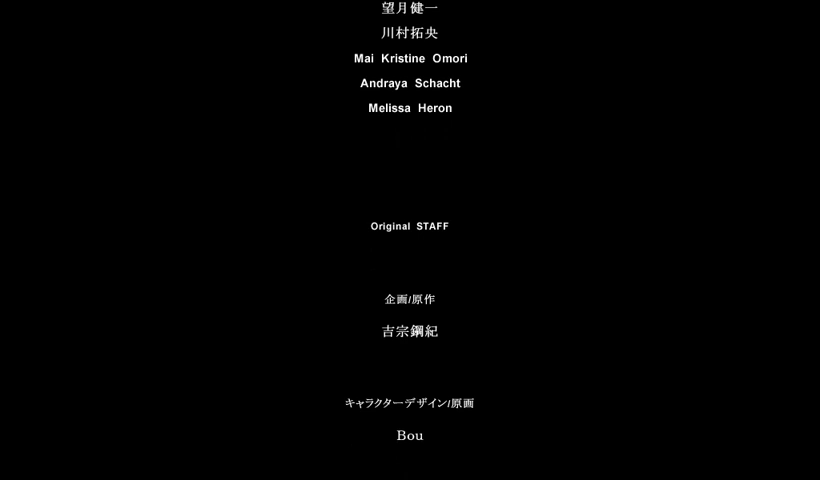 望月健一
川村拓央
Mai Kristine Omori
Andraya Schacht
Melissa Heron
Original STAFF
企画/原作
吉宗鋼紀
キャラクターデザイン/原画
Bou